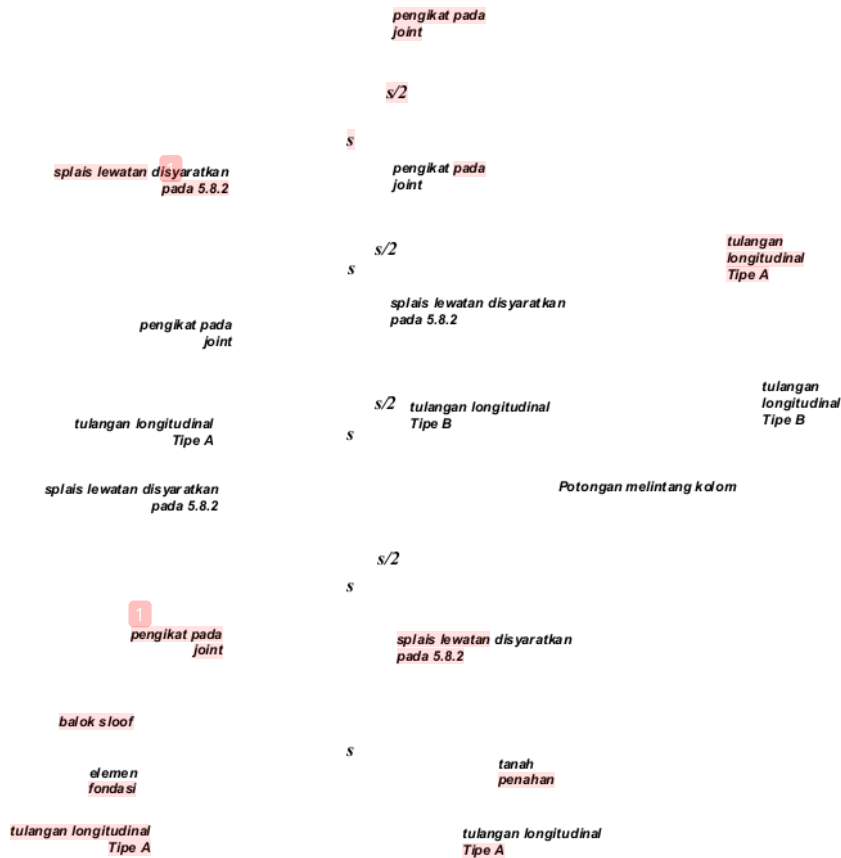 pengikat pada
joint
s/2
s
splais lewatan disyaratkan
pada 5.8.2
1
pengikat pada
joint
s/2
s
tulangan
longitudinal
Tipe A
splais lewatan disyaratkan
pada 5.8.2
pengikat pada
joint
tulangan longitudinal
Tipe A
s/2
s
tulangan longitudinal
Tipe B
tulangan
longitudinal
Tipe B
splais lewatan disyaratkan
pada 5.8.2
Potongan melintang kolom
s/2
s
1
pengikat pada
joint
splais lewatan disyaratkan
pada 5.8.2
balok sloof
s
elemen
fondasi
tanah
penahan
tulangan longitudinal
Tipe A
tulangan longitudinal
Tipe A